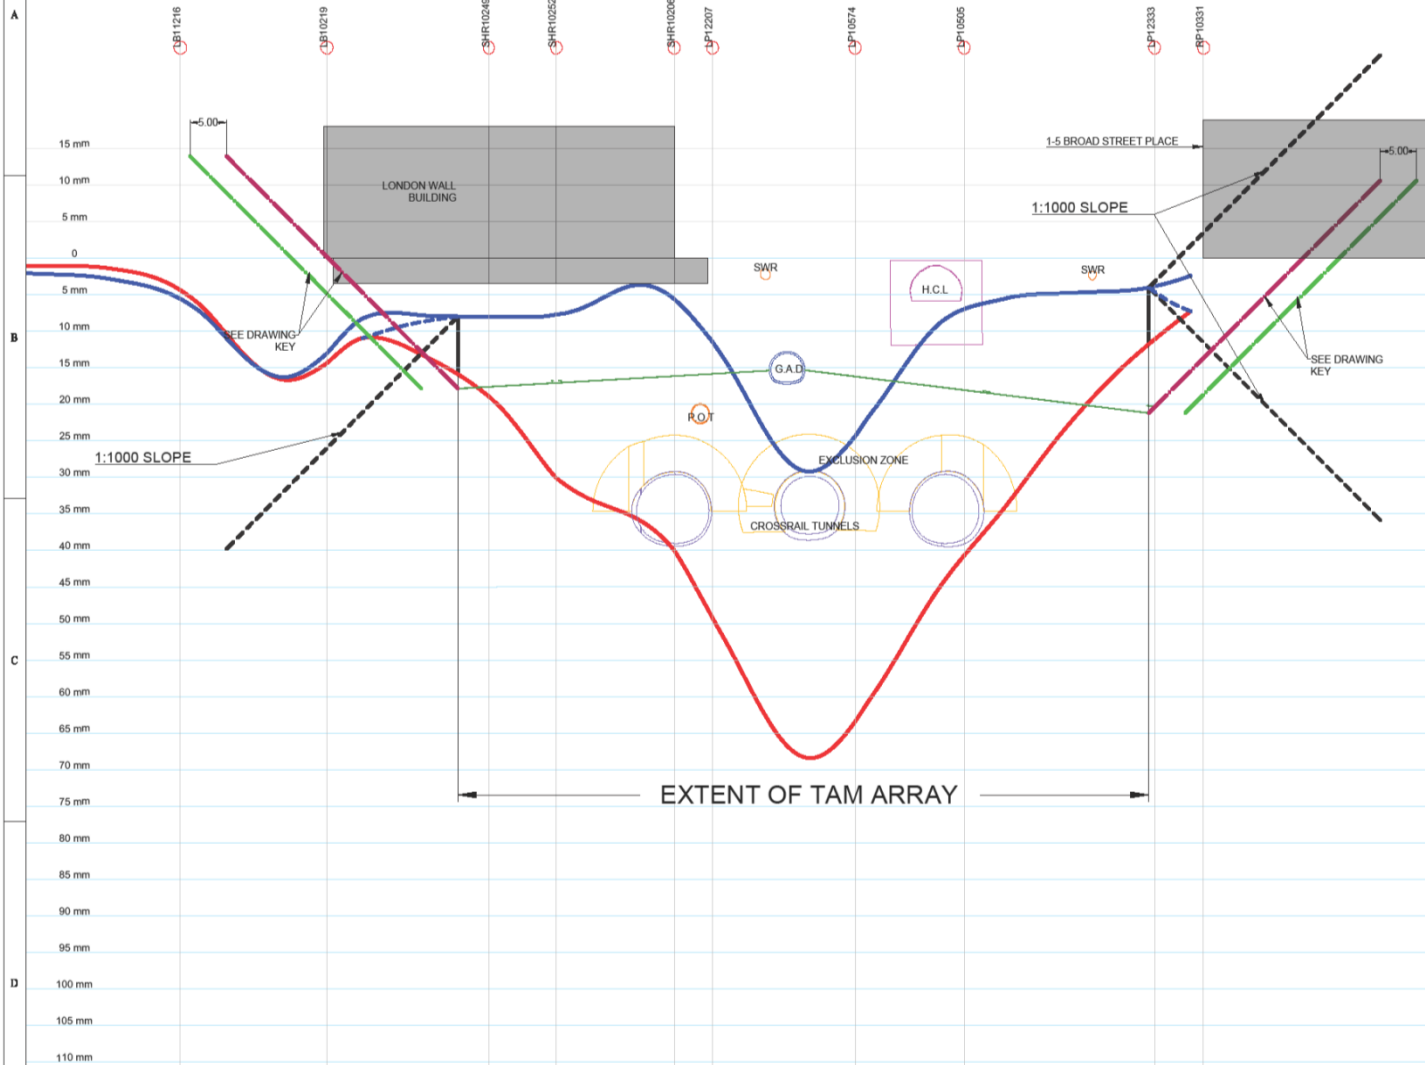 A
LB11216
LB10219
SHR10249
SHR10252
SHR10206
LP12207
LP10574
LP10505
LP12333
RP10331
5.00
15 mm
1-5 BROAD STREET PLACE
5.00
10 mm
LONDON WALL
BUILDING
5 mm
1:1000 SLOPE
0
SWR
SWR
5 mm
H.C.L
10 mm
B
SEE DRAWING
KEY
15 mm
SEE DRAWING
KEY
G.A.D
20 mm
P.O.T
25 mm
1:1000 SLOPE
EXCLUSION ZONE
30 mm
35 mm
CROSSRAIL TUNNELS
40 mm
45 mm
50 mm
55 mm
C
60 mm
65 mm
70 mm
EXTENT OF TAM ARRAY
75 mm
80 mm
85 mm
90 mm
95 mm
100 mm
D
105 mm
110 mm